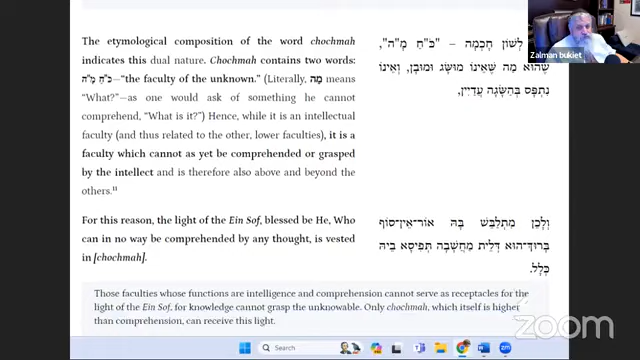 The etymological composition of the word chochmah
indicates this dual nature. Chochmah contains two words:
כֹּ"חַ מָ"ה—“the faculty of the unknown.” (Literally, מָה means
“What?”—as one would ask of something he cannot
comprehend, “What is it?”) Hence, while it is an intellectual
faculty (and thus related to the other, lower faculties), it is a
faculty which cannot as yet be comprehended or grasped
by the intellect and is therefore also above and beyond the
others.¹¹
For this reason, the light of the Ein Sof, blessed be He, Who
can in no way be comprehended by any thought, is vested
in [chochmah].
Those faculties whose functions are intelligence and comprehension cannot serve as receptacles for the
light of the Ein Sof, for knowledge cannot grasp the unknowable. Only chochmah, which itself is higher
than comprehension, can receive this light.
לְשׁוֹן חָכְמָה – "כֹּ"חַ מָ"ה",
שֶׁהוּא מַה שֶּׁאֵינוֹ מוּשָּׂג וּמוּבָן, וְאֵינוֹ
נִתְפָּס בְּהַשָּׂגָה עֲדַיִין,
וְלָכֵן מִתְלַבֵּשׁ בָּהּ אוֹר־אֵין־סוֹף
בָּרוּךְ־הוּא דְּלֵית מַחֲשָׁבָה תְּפִיסָא בֵּיהּ
כְּלָל.
Zalman bukiet
Search
zoom